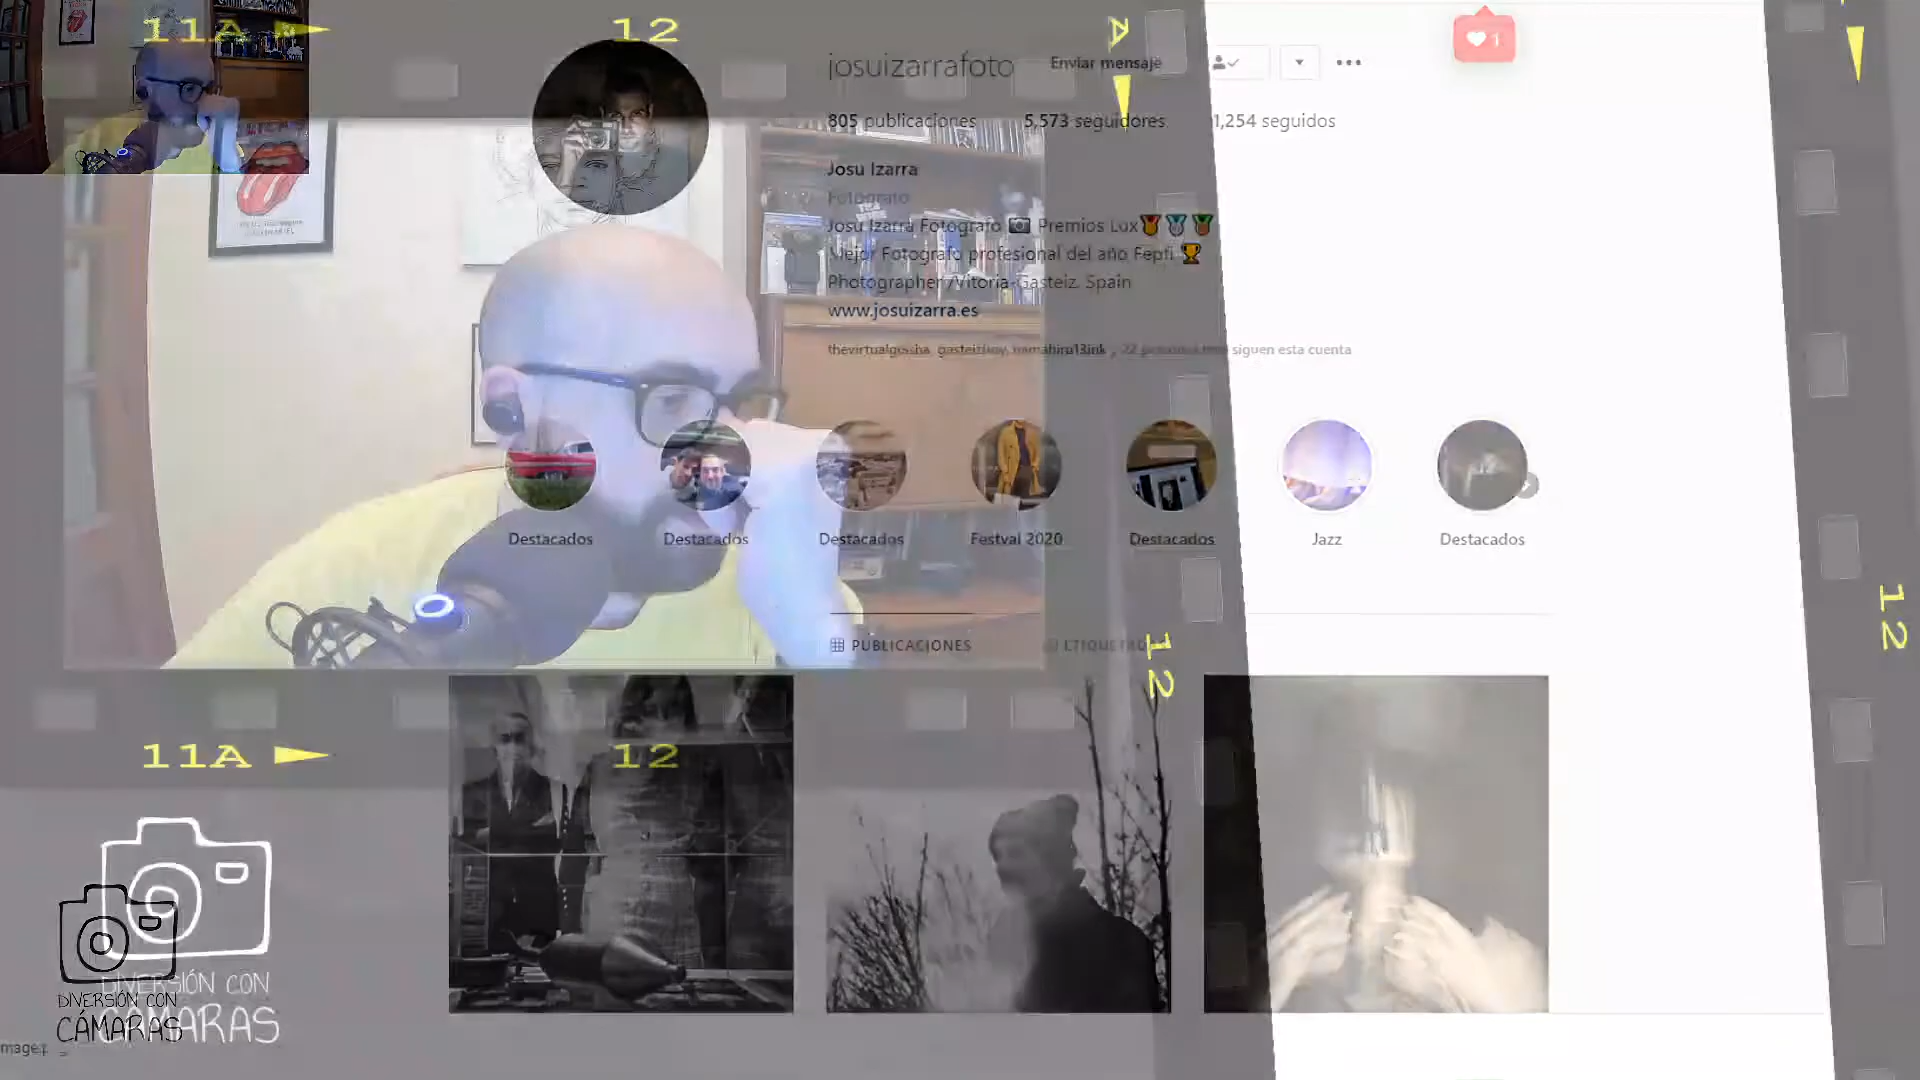 11A
12
A
1
josuizarrafoto
Enviar mensaje
805 publicaciones
5,573 seguidores
1,254 seguidos
Josu Izarra
Fotógrafo
Josu Izarra Fotógrafo 📷 Premios Lux🥇🥈🥉
Mejor Fotografo profesional del año Fepfi 🏆
Photographer /Vitoria-Gasteiz. Spain
www.josuizarra.es
siguen esta cuenta
Destacados
Destacados
Destacados
Festval 2020
Destacados
Jazz
Destacados
PUBLICACIONES
12
12
11A
12
DIVERSIÓN CON
CÁMARAS
DIVERSIÓN CON
CÁMARAS